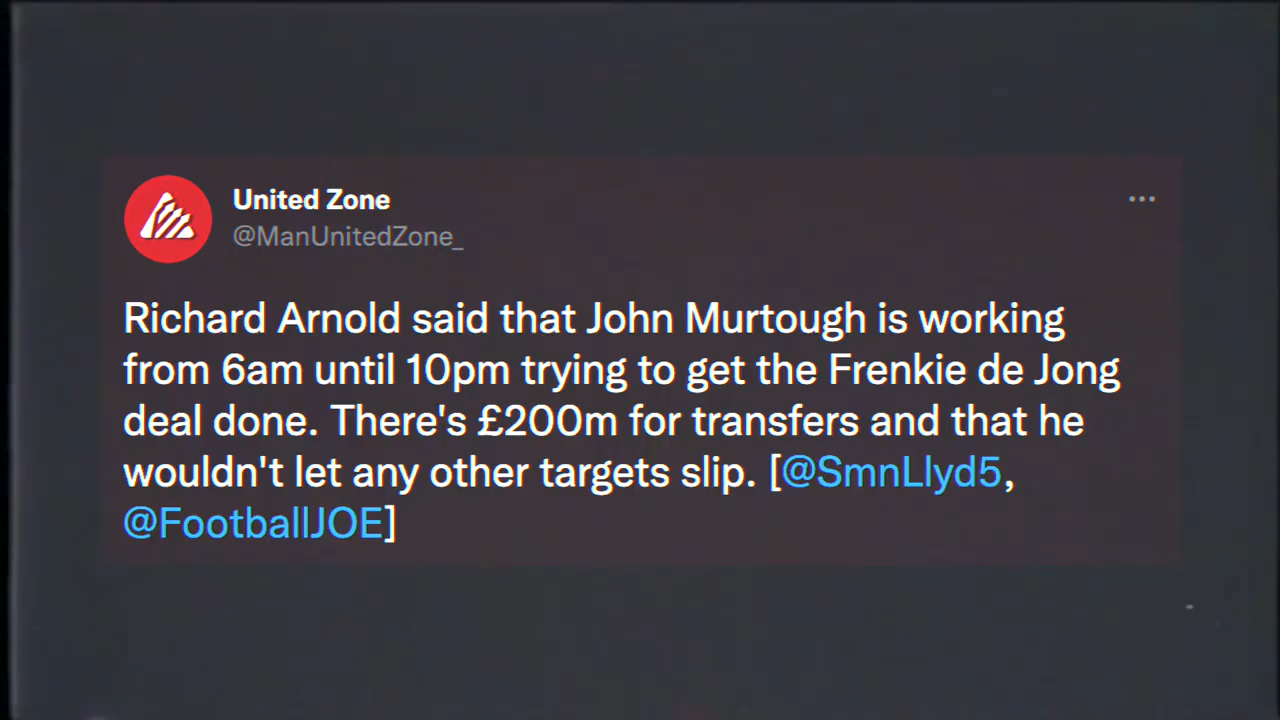 United Zone
@ManUnitedZone_
Richard Arnold said that John Murtough is working
from 6am until 10pm trying to get the Frenkie de Jong
deal done. There's £200m for transfers and that he
wouldn't let any other targets slip. [@SmnLlyd5,
@FootballJOE]